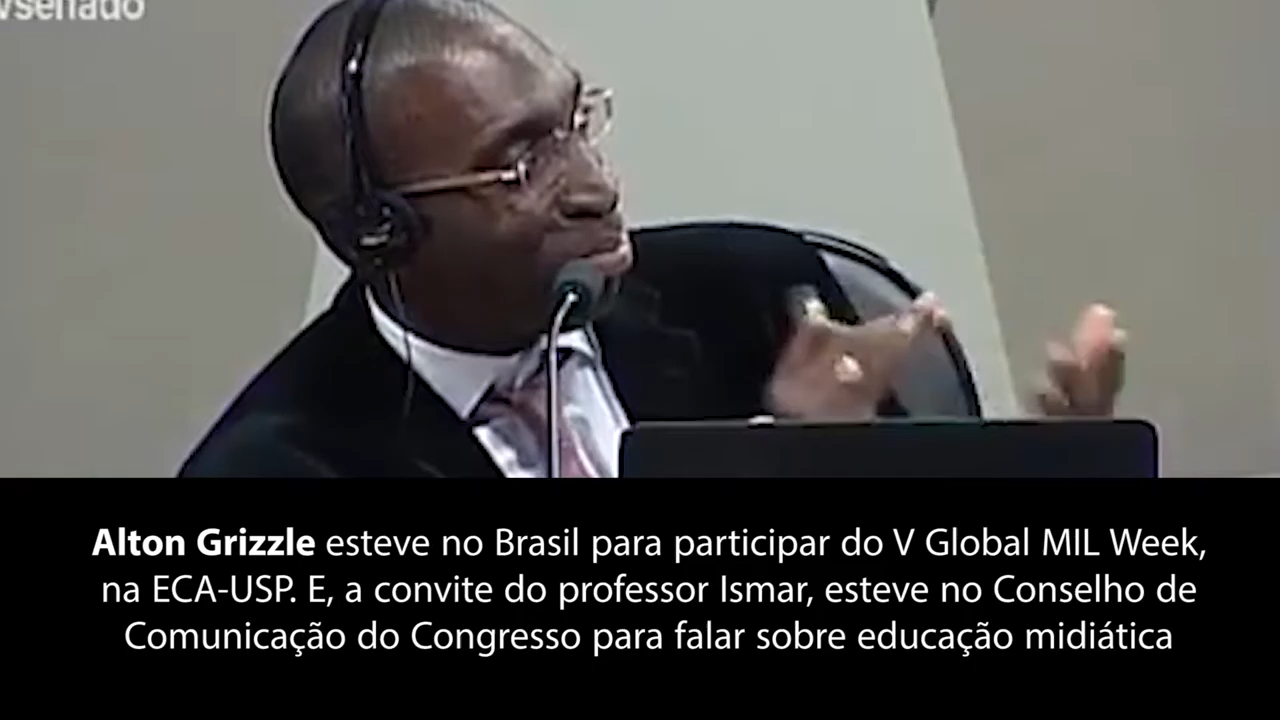 vsenado
Alton Grizzle esteve no Brasil para participar do V Global MIL Week,
na ECA-USP. E, a convite do professor Ismar, esteve no Conselho de
Comunicação do Congresso para falar sobre educação midiática